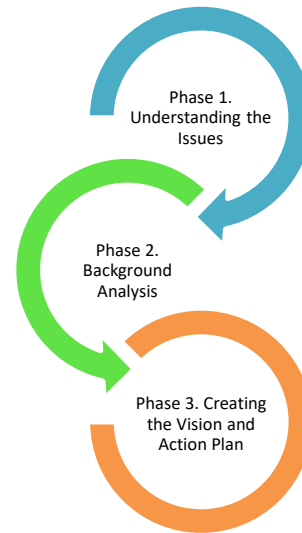 Phase 1.
Understanding the
Issues
Phase 2.
Background
Analysis
Phase 3. Creating
the Vision and
Action Plan